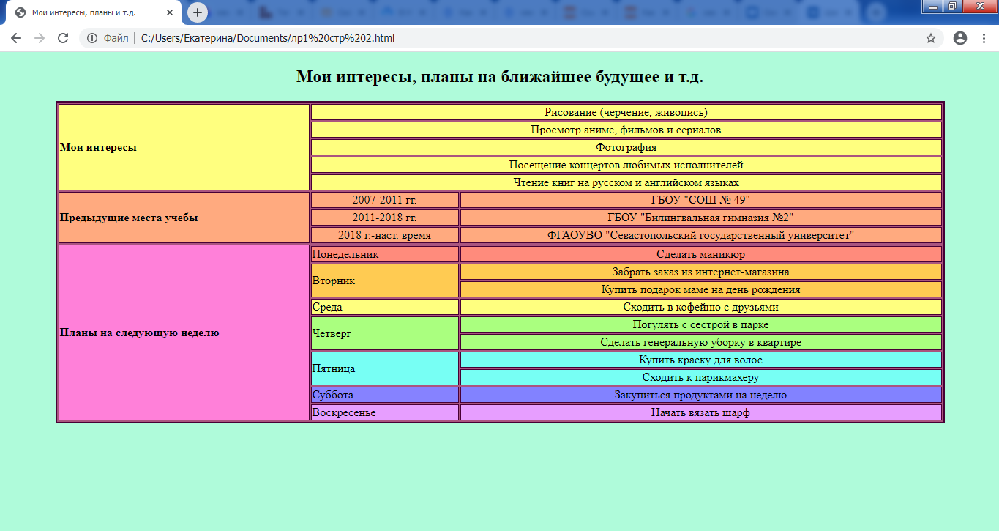 Мои интересы, планы и т.д.
Файл
C:/Users/Екатерина/Documents/лр1%20стр%202.html
Мои интересы, планы на ближайшее будущее и т.д.
Мои интересы
Рисование (черчение, живопись)
Просмотр аниме, фильмов и сериалов
Фотография
Посещение концертов любимых исполнителей
Чтение книг на русском и английском языках
Предыдущие места учебы
2007-2011 гг.
ГБОУ "СОШ № 49"
2011-2018 гг.
ГБОУ "Билингвальная гимназия №2"
2018 г.-наст. время
ФГАОУВО "Севастопольский государственный университет"
Планы на следующую неделю
Понедельник
Сделать маникюр
Вторник
Забрать заказ из интернет-магазина
Купить подарок маме на день рождения
Среда
Сходить в кофейню с друзьями
Четверг
Погулять с сестрой в парке
Сделать генеральную уборку в квартире
Пятница
Купить краску для волос
Сходить к парикмахеру
Суббота
Закупиться продуктами на неделю
Воскресенье
Начать вязать шарф